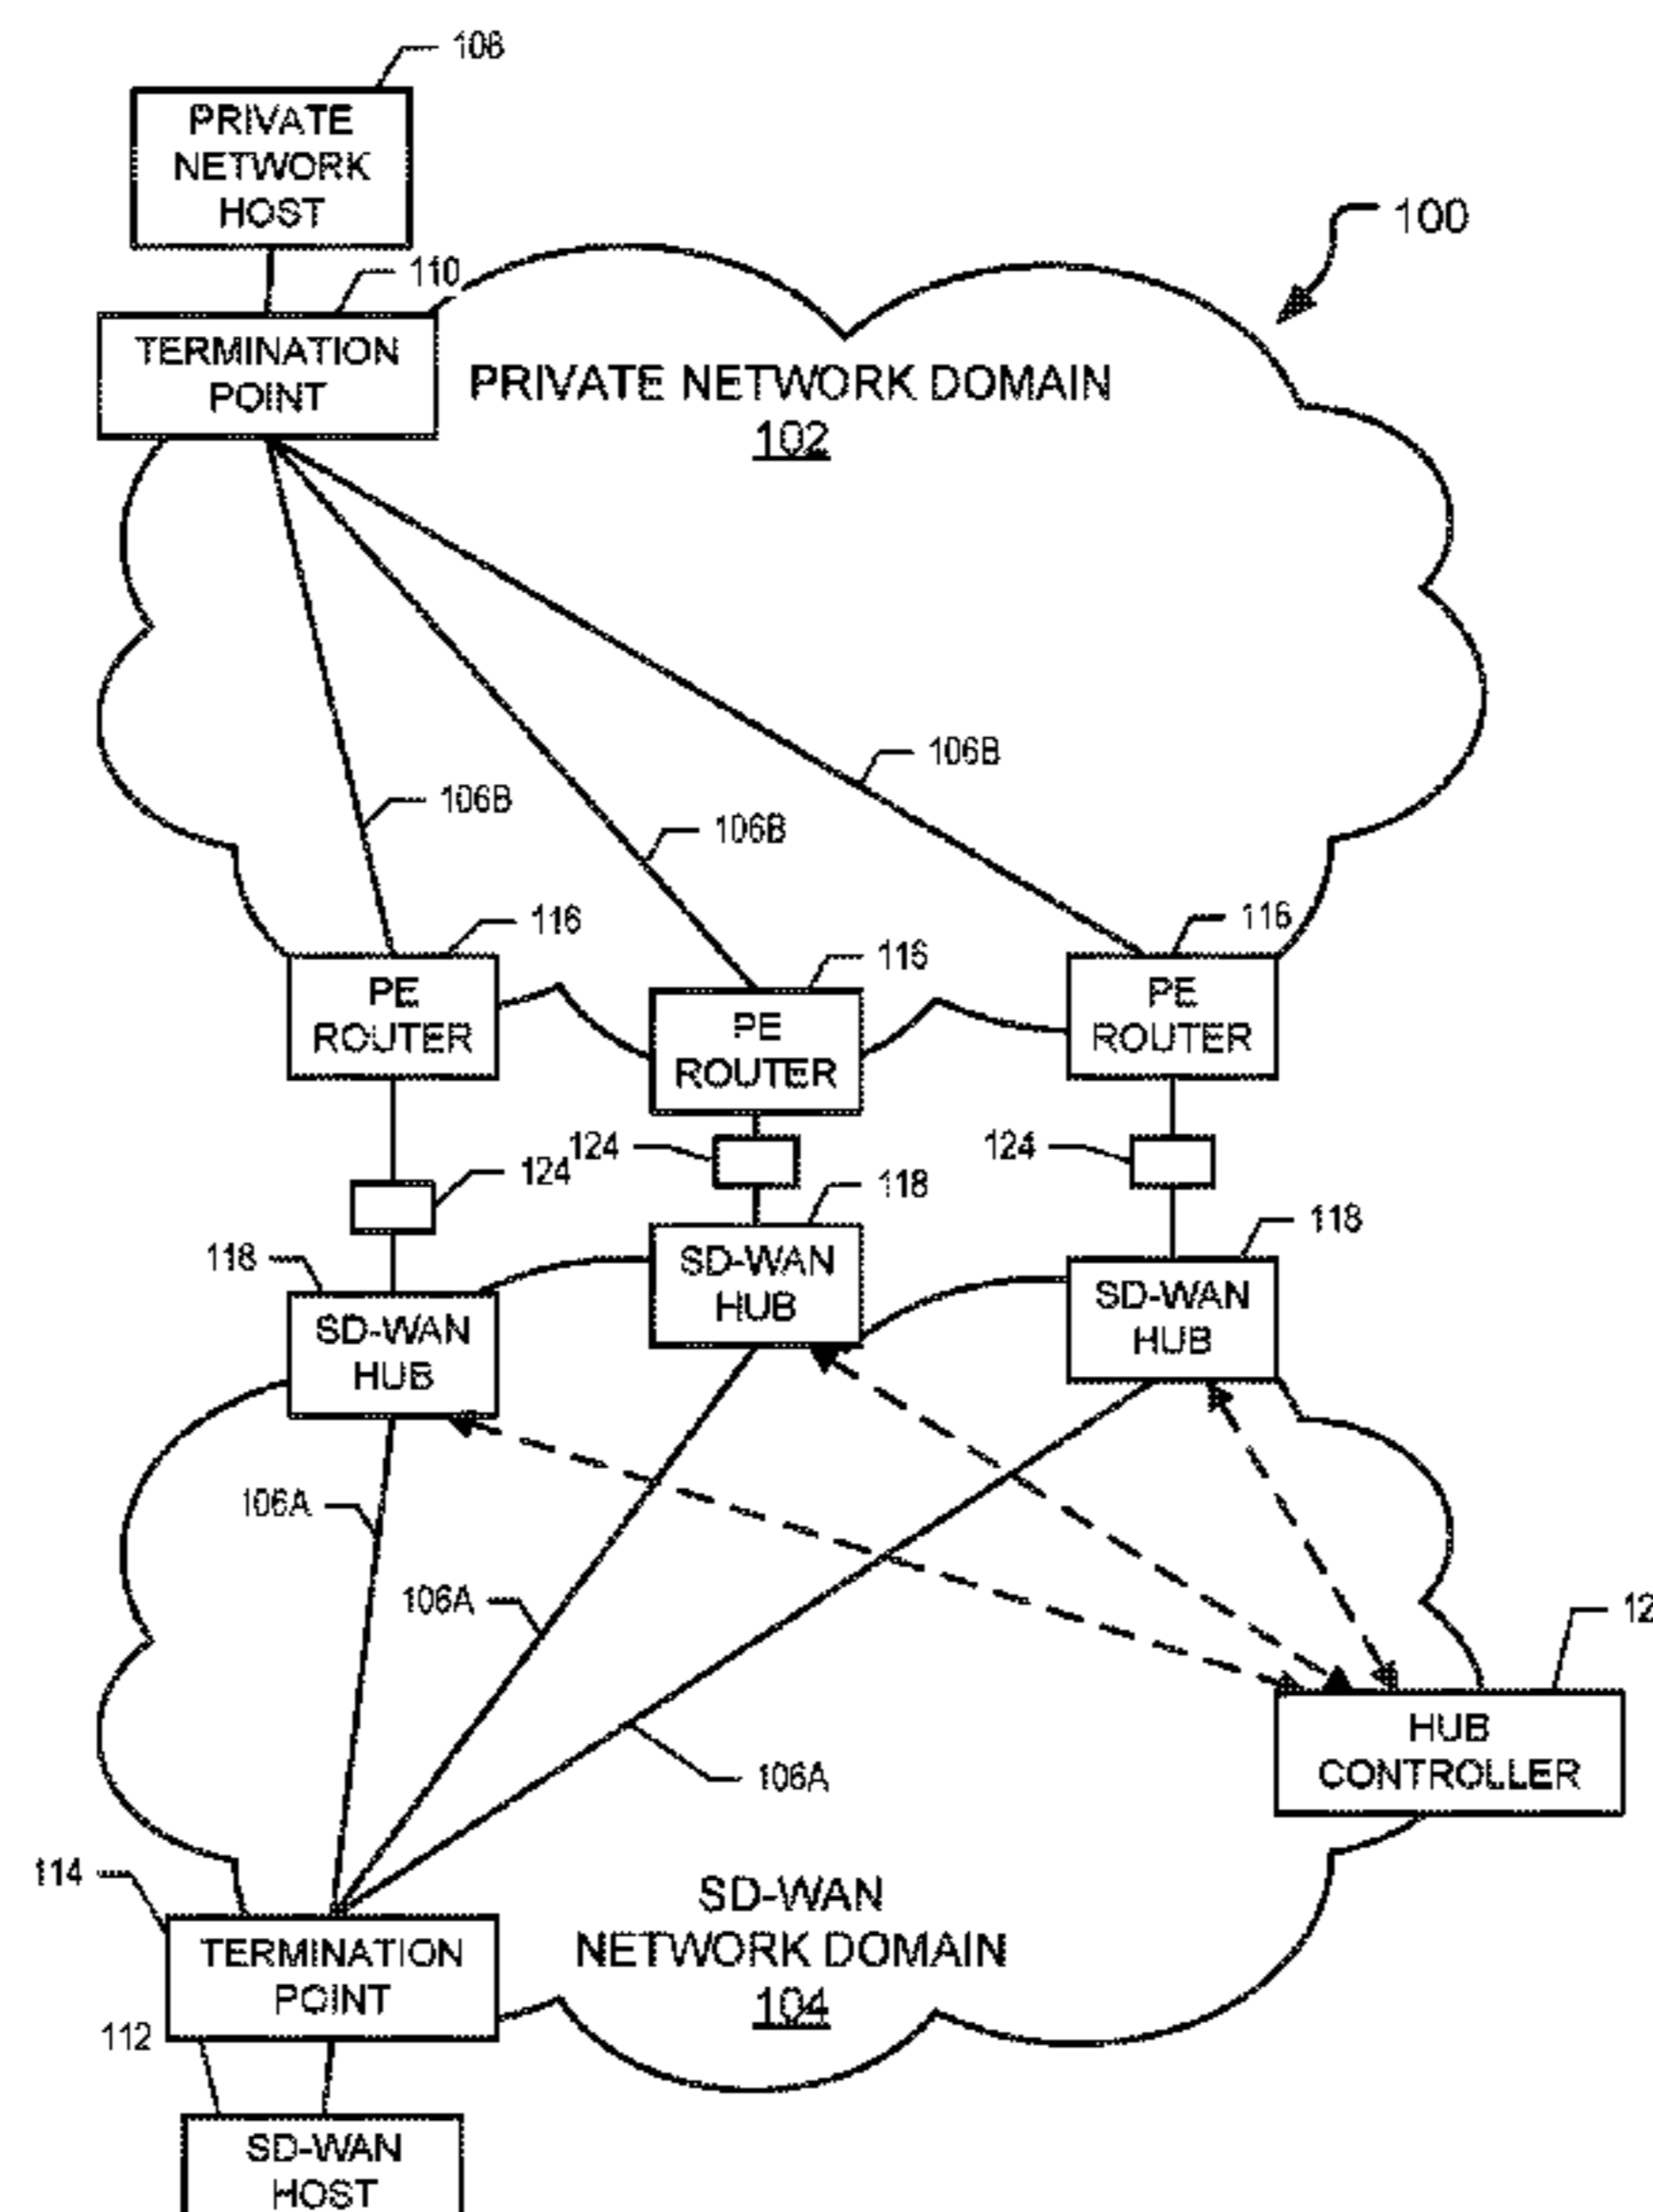 108
PRIVATE
NETWORK
HOST
100
110
TERMINATION
POINT
PRIVATE NETWORK DOMAIN
102
106B
106B
106B
116
116
116
PE
ROUTER
PE
ROUTER
PE
ROUTER
124
124
124
118
118
118
SD-WAN
HUB
SD-WAN
HUB
SD-WAN
HUB
106A
106A
106A
12
HUB
CONTROLLER
114
TERMINATION
POINT
SD-WAN
NETWORK DOMAIN
104
112
SD-WAN
HOST